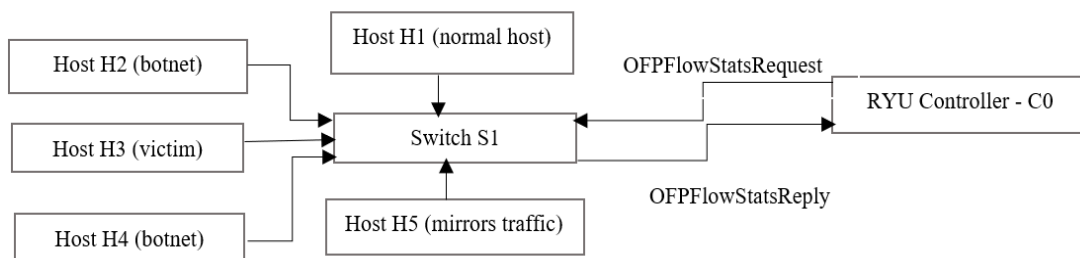 Host H1 (normal host)
Host H2 (botnet)
OFPFlowStatsRequest
RYU Controller - C0
Host H3 (victim)
Switch S1
OFPFlowStatsReply
Host H4 (botnet)
Host H5 (mirrors traffic)